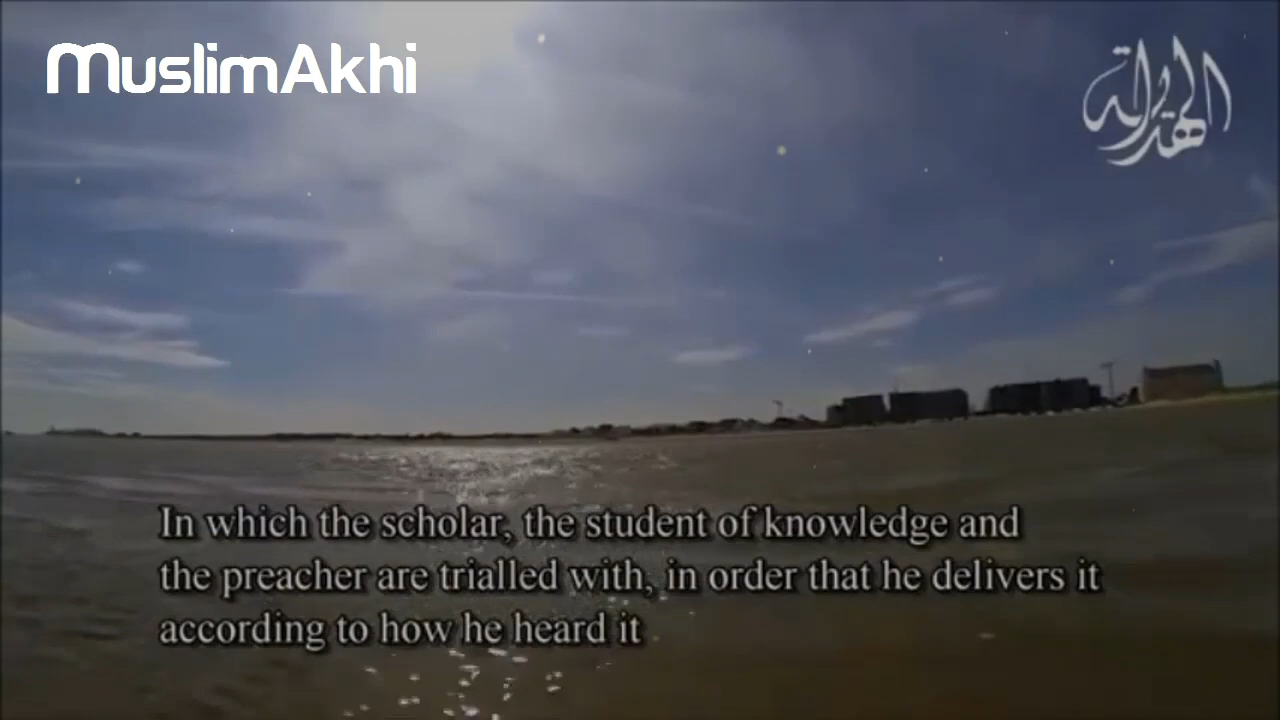 MuslimAkhi
الهداية
In which the scholar, the student of knowledge and
the preacher are trialled with, in order that he delivers it
according to how he heard it